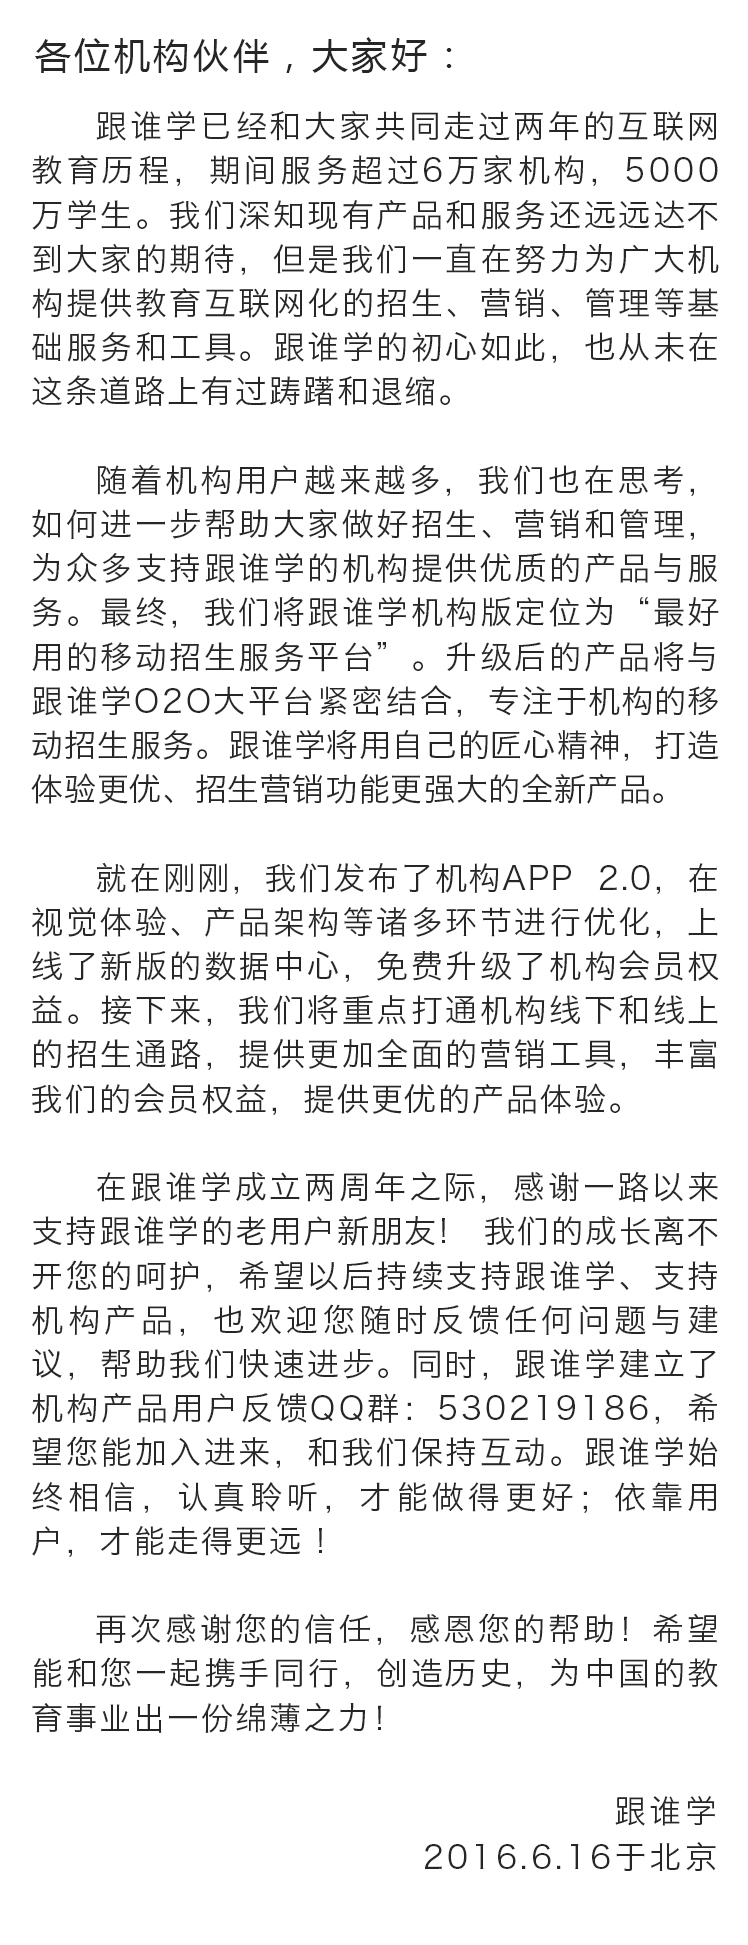 各位机构伙伴，大家好：
跟谁学已经和大家共同走过两年的互联网
教育历程，期间服务超过6万家机构，5000
万学生。我们深知现有产品和服务还远远达不
到大家的期待，但是我们一直在努力为广大机
构提供教育互联网化的招生、营销、管理等基
础服务和工具。跟谁学的初心如此，也从未在
这条道路上有过踌躇和退缩。
随着机构用户越来越多，我们也在思考，
如何进一步帮助大家做好招生、营销和管理，
为众多支持跟谁学的机构提供优质的产品与服
务。最终，我们将跟谁学机构版定位为“最好
用的移动招生服务平台”。升级后的产品将与
跟谁学O2O大平台紧密结合，专注于机构的移
动招生服务。跟谁学将用自己的匠心精神，打造
体验更优、招生营销功能更强大的全新产品。
就在刚刚，我们发布了机构APP 2.0，在
视觉体验、产品架构等诸多环节进行优化，上
线了新版的数据中心，免费升级了机构会员权
益。接下来，我们将重点打通机构线下和线上
的招生通路，提供更加全面的营销工具，丰富
我们的会员权益，提供更优的产品体验。
在跟谁学成立两周年之际，感谢一路以来
支持跟谁学的老用户新朋友！ 我们的成长离不
开您的呵护，希望以后持续支持跟谁学、支持
机构产品，也欢迎您随时反馈任何问题与建
议，帮助我们快速进步。同时，跟谁学建立了
机构产品用户反馈QQ群：530219186，希
望您能加入进来，和我们保持互动。跟谁学始
终相信，认真聆听，才能做得更好；依靠用
户，才能走得更远！
再次感谢您的信任，感恩您的帮助！希望
能和您一起携手同行，创造历史，为中国的教
育事业出一份绵薄之力！
跟谁学
2016.6.16于北京